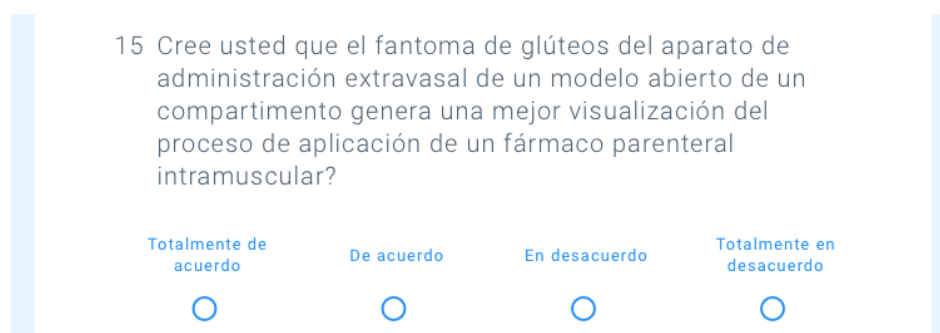 15 Cree usted que el fantoma de glúteos del aparato de
administración extravasal de un modelo abierto de un
compartimento genera una mejor visualización del
proceso de aplicación de un fármaco parenteral
intramuscular?
Totalmente de
acuerdo
De acuerdo
En desacuerdo
Totalmente en
desacuerdo